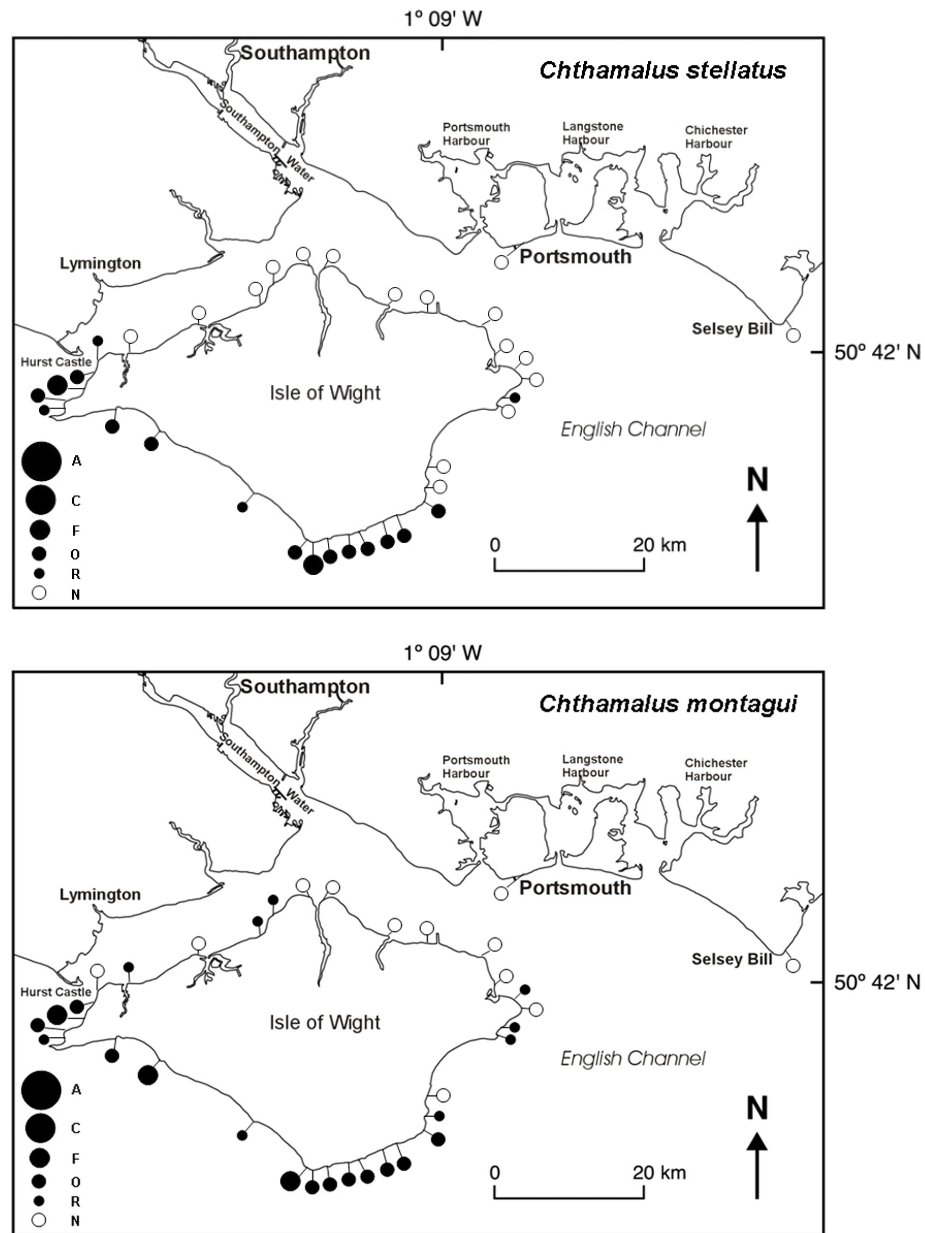 1° 09' W
Southampton
Chthamalus stellatus
Southampton Water
Portsmouth
Harbour
Langstone
Harbour
Chichester
Harbour
Lymington
Portsmouth
Selsey Bill
50° 42' N
Hurst Castle
Isle of Wight
English Channel
A
C
F
O
R
N
N
0
20 km
1° 09' W
Southampton
Chthamalus montagui
Southampton Water
Portsmouth
Harbour
Langstone
Harbour
Chichester
Harbour
Lymington
Portsmouth
Selsey Bill
50° 42' N
Hurst Castle
Isle of Wight
English Channel
A
C
F
O
R
N
N
0
20 km